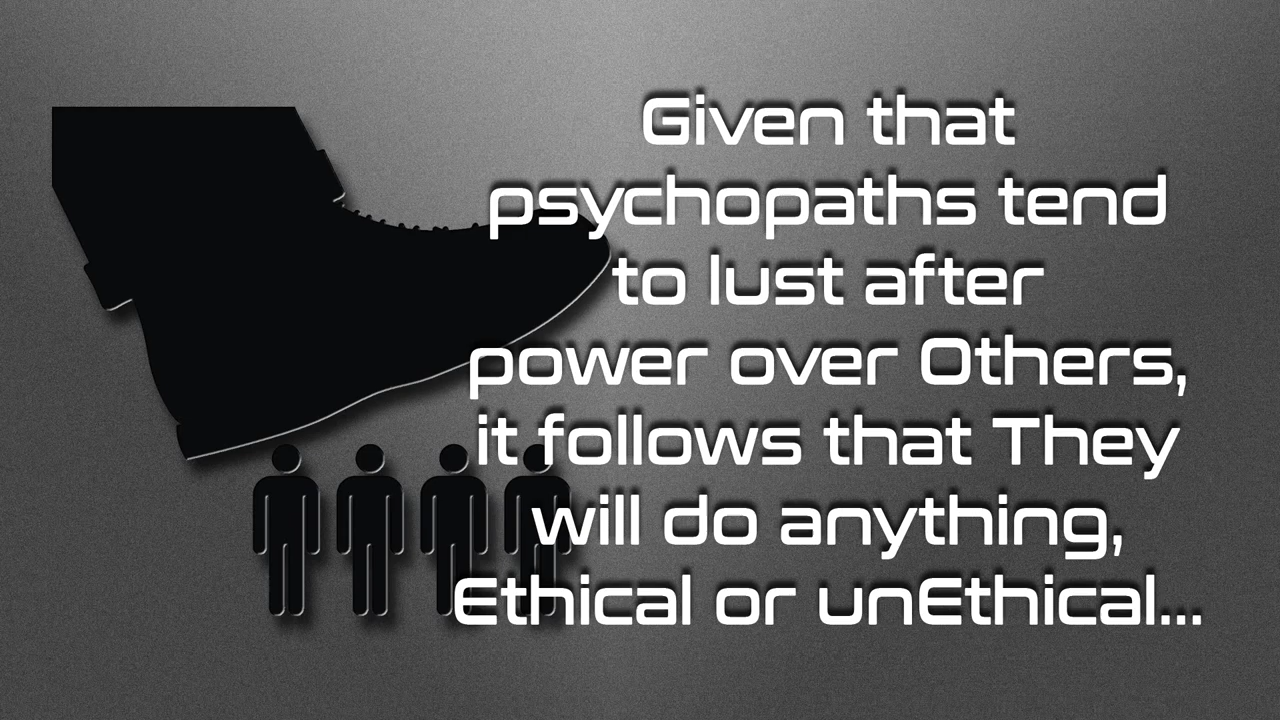 Given that
psychopaths tend
to lust after
power over Others,
it follows that They
will do anything,
Ethical or unEthical...